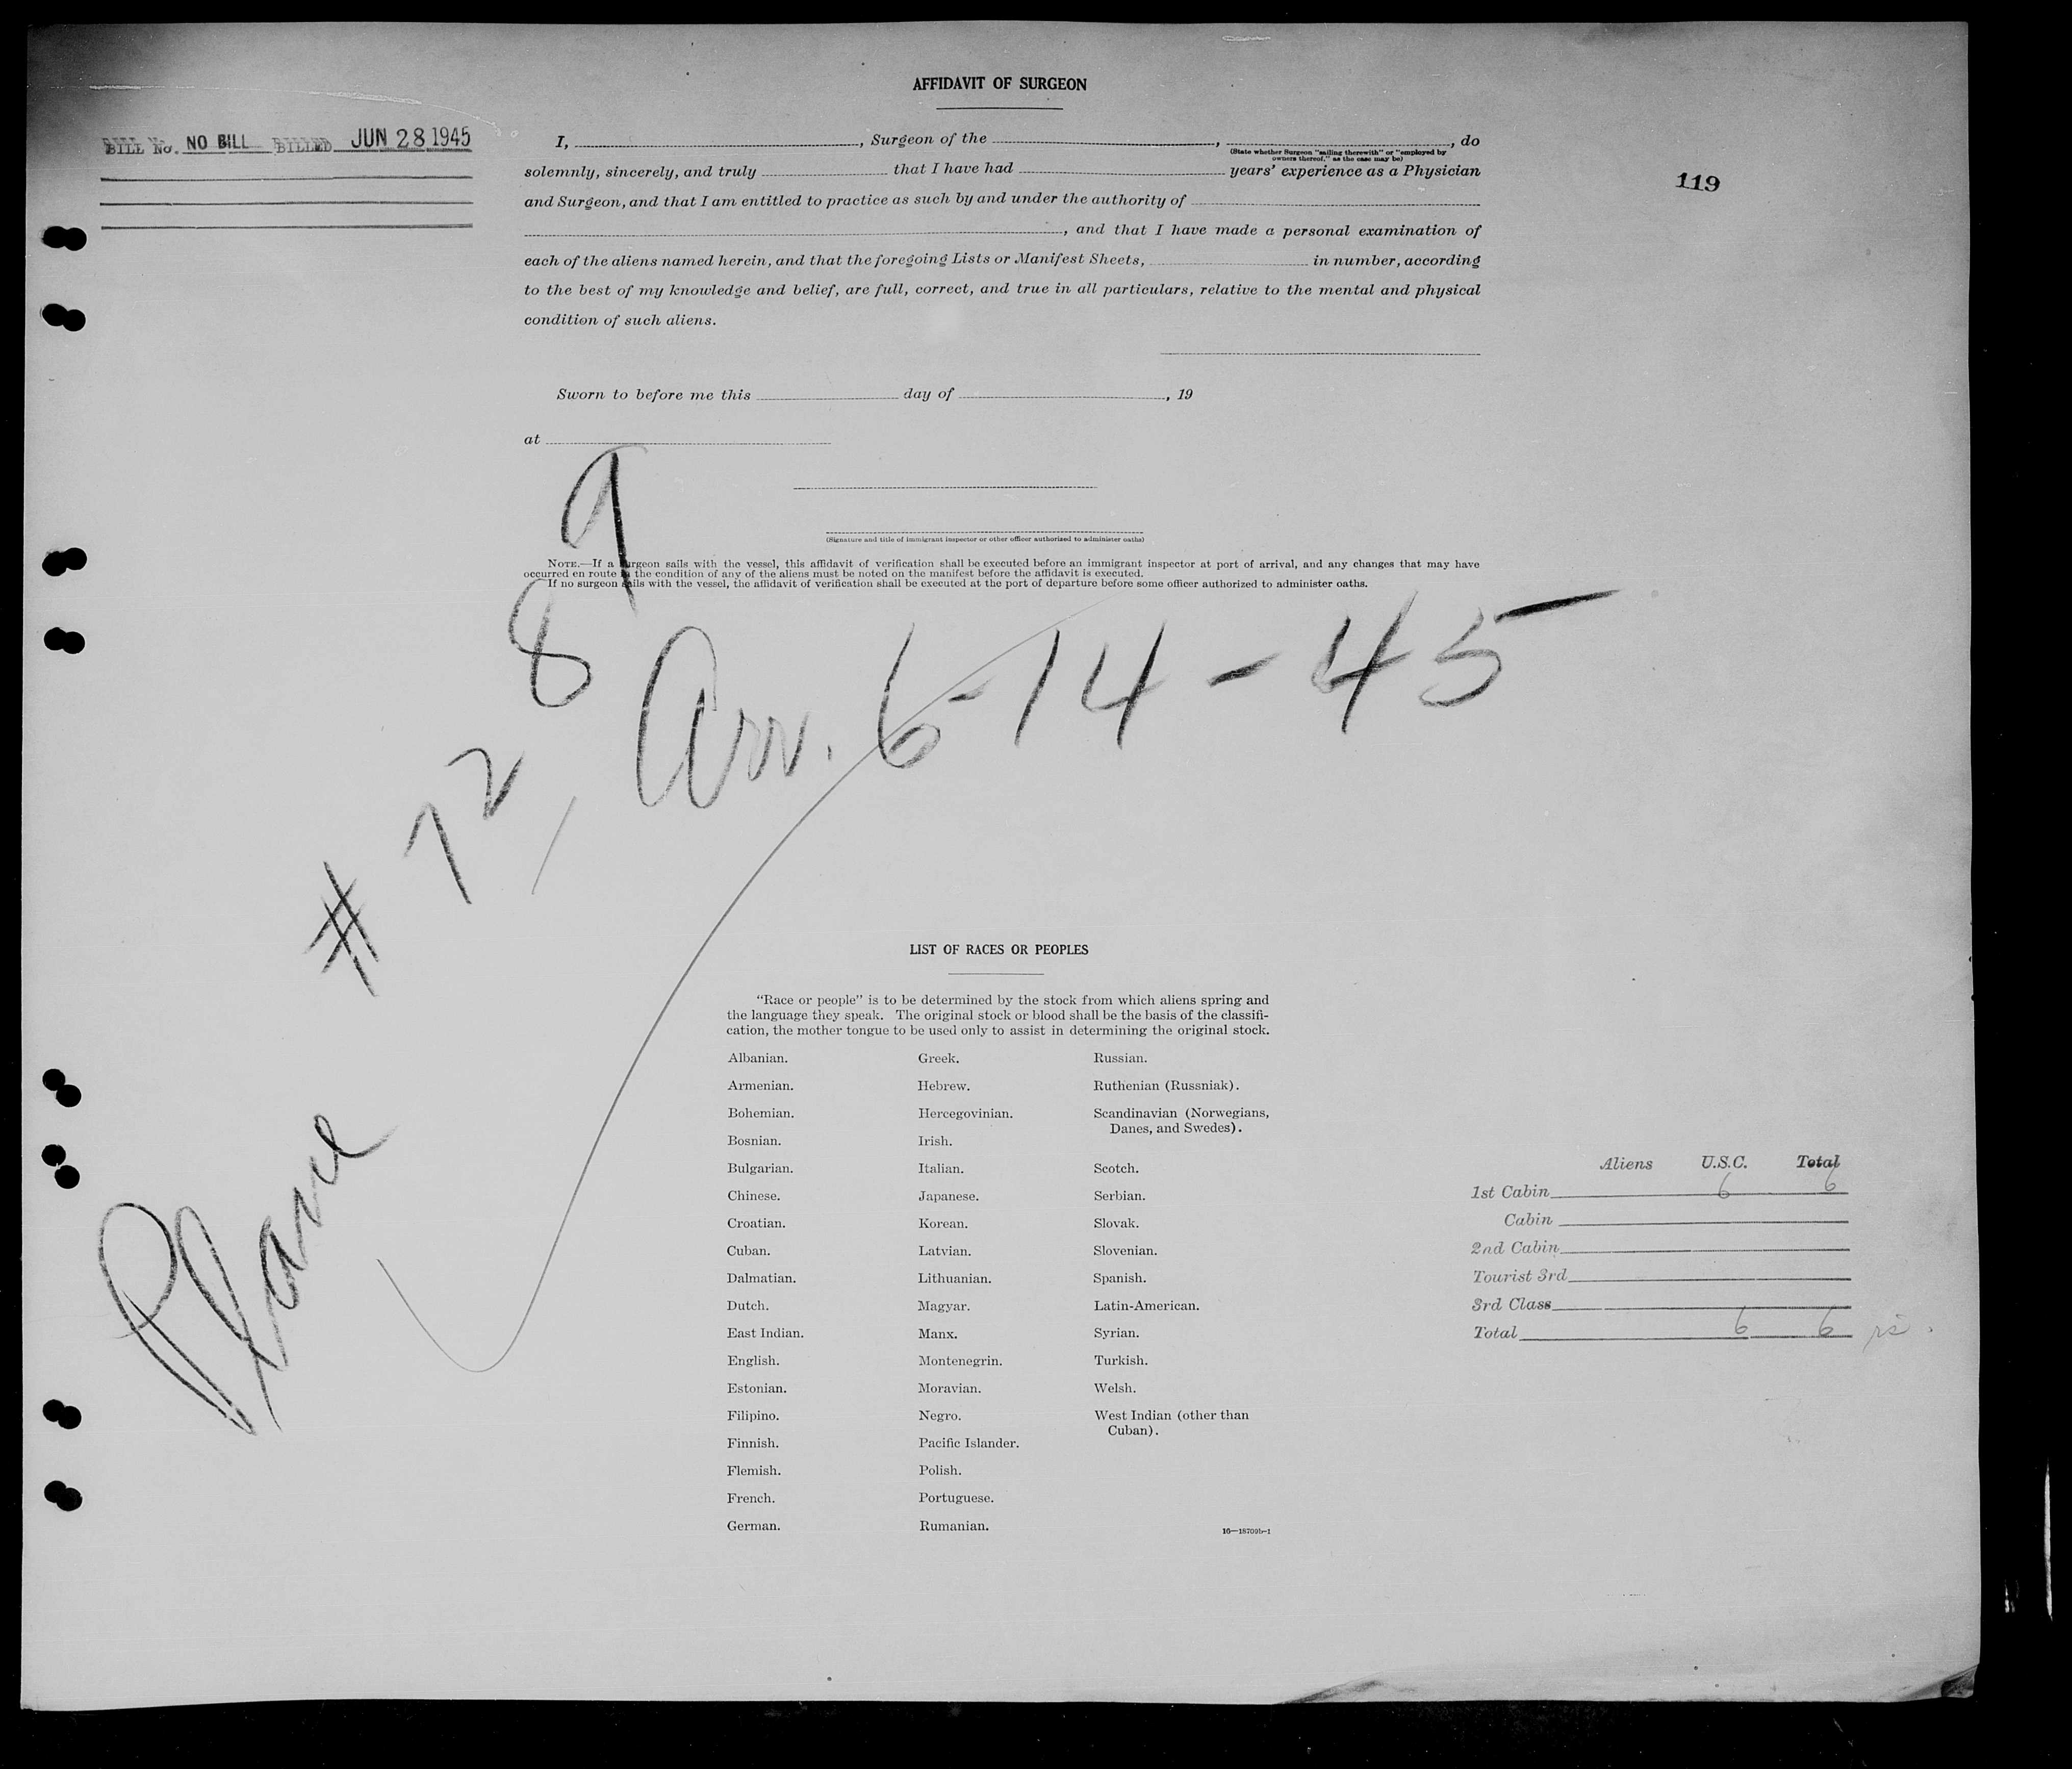 AFFIDAVIT OF SURGEON
BILL No. NO BILL BILLED JUN 28 1945
119
I, , Surgeon of the , , do
(State whether Surgeon "sailing therewith" or "employed by
owners thereof," as the case may be)
solemnly, sincerely, and truly that I have had years' experience as a Physician
and Surgeon, and that I am entitled to practice as such by and under the authority of
, and that I have made a personal examination of
each of the aliens named herein, and that the foregoing Lists or Manifest Sheets, in number, according
to the best of my knowledge and belief, are full, correct, and true in all particulars, relative to the mental and physical
condition of such aliens.
Sworn to before me this day of , 19
at
(Signature and title of immigrant inspector or other officer authorized to administer oaths)
NOTE.—If a surgeon sails with the vessel, this affidavit of verification shall be executed before an immigrant inspector at port of arrival, and any changes that may have
occurred en route in the condition of any of the aliens must be noted on the manifest before the affidavit is executed.
If no surgeon sails with the vessel, the affidavit of verification shall be executed at the port of departure before some officer authorized to administer oaths.
Plane # 7289, Arr. 6-14-45
LIST OF RACES OR PEOPLES
"Race or people" is to be determined by the stock from which aliens spring and
the language they speak. The original stock or blood shall be the basis of the classifi-
cation, the mother tongue to be used only to assist in determining the original stock.
Albanian. Greek. Russian.
Armenian. Hebrew. Ruthenian (Russniak).
Bohemian. Hercegovinian. Scandinavian (Norwegians,
Danes, and Swedes).
Bosnian. Irish.
Bulgarian. Italian. Scotch.
Chinese. Japanese. Serbian.
Croatian. Korean. Slovak.
Cuban. Latvian. Slovenian.
Dalmatian. Lithuanian. Spanish.
Dutch. Magyar. Latin-American.
East Indian. Manx. Syrian.
English. Montenegrin. Turkish.
Estonian. Moravian. Welsh.
Filipino. Negro. West Indian (other than
Cuban).
Finnish. Pacific Islander.
Flemish. Polish.
French. Portuguese.
German. Rumanian.
16—18709b-1
Aliens U.S.C. Total
1st Cabin 6 6
Cabin
2nd Cabin
Tourist 3rd
3rd Class
Total 6 6